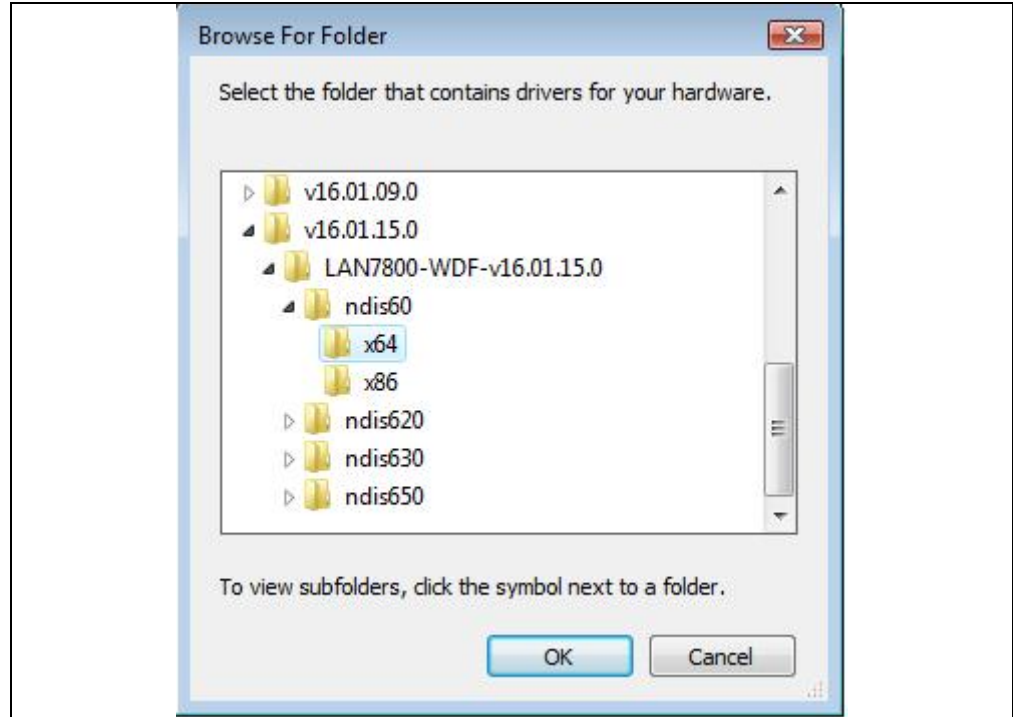 Browse For Folder
Select the folder that contains drivers for your hardware.
v16.01.09.0
v16.01.15.0
LAN7800-WDF-v16.01.15.0
ndis60
x64
x86
ndis620
ndis630
ndis650
To view subfolders, click the symbol next to a folder.
OK Cancel